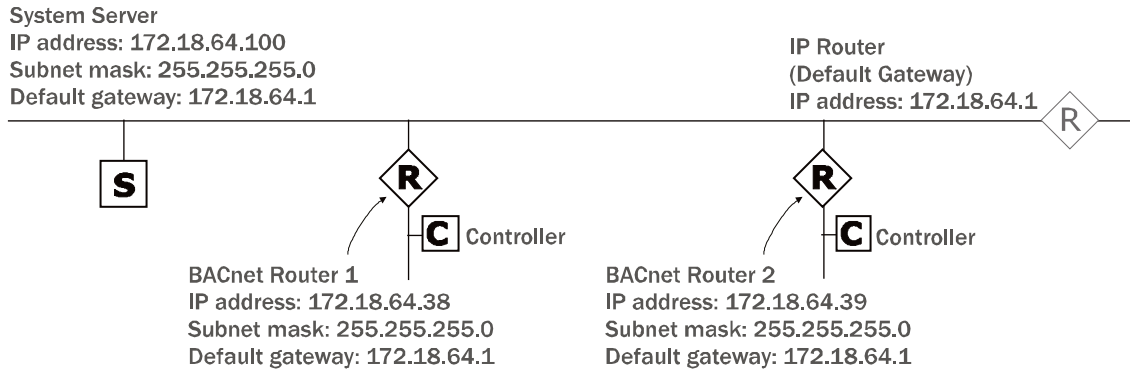 System Server
IP address: 172.18.64.100
Subnet mask: 255.255.255.0
Default gateway: 172.18.64.1
IP Router
(Default Gateway)
IP address: 172.18.64.1
R
S
R
R
C Controller
C Controller
BACnet Router 1
IP address: 172.18.64.38
Subnet mask: 255.255.255.0
Default gateway: 172.18.64.1
BACnet Router 2
IP address: 172.18.64.39
Subnet mask: 255.255.255.0
Default gateway: 172.18.64.1